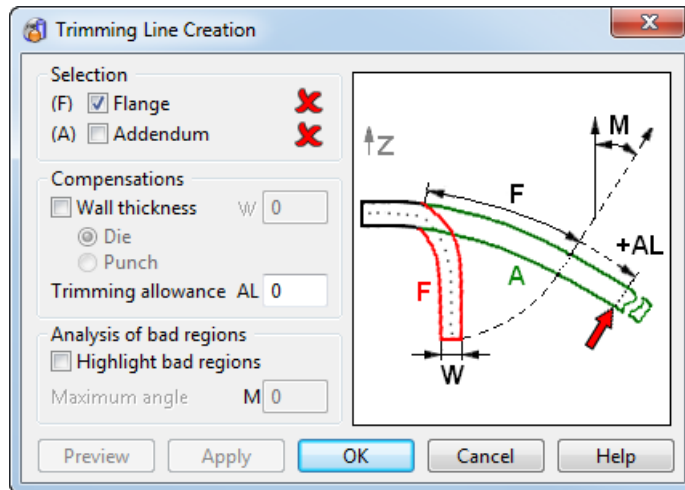 Trimming Line Creation
Selection
(F) Flange
(A) Addendum
Compensations
Wall thickness W 0
Die
Punch
Trimming allowance AL 0
Analysis of bad regions
Highlight bad regions
Maximum angle M 0
Z
M
F
+AL
A
F
W
Preview Apply OK Cancel Help